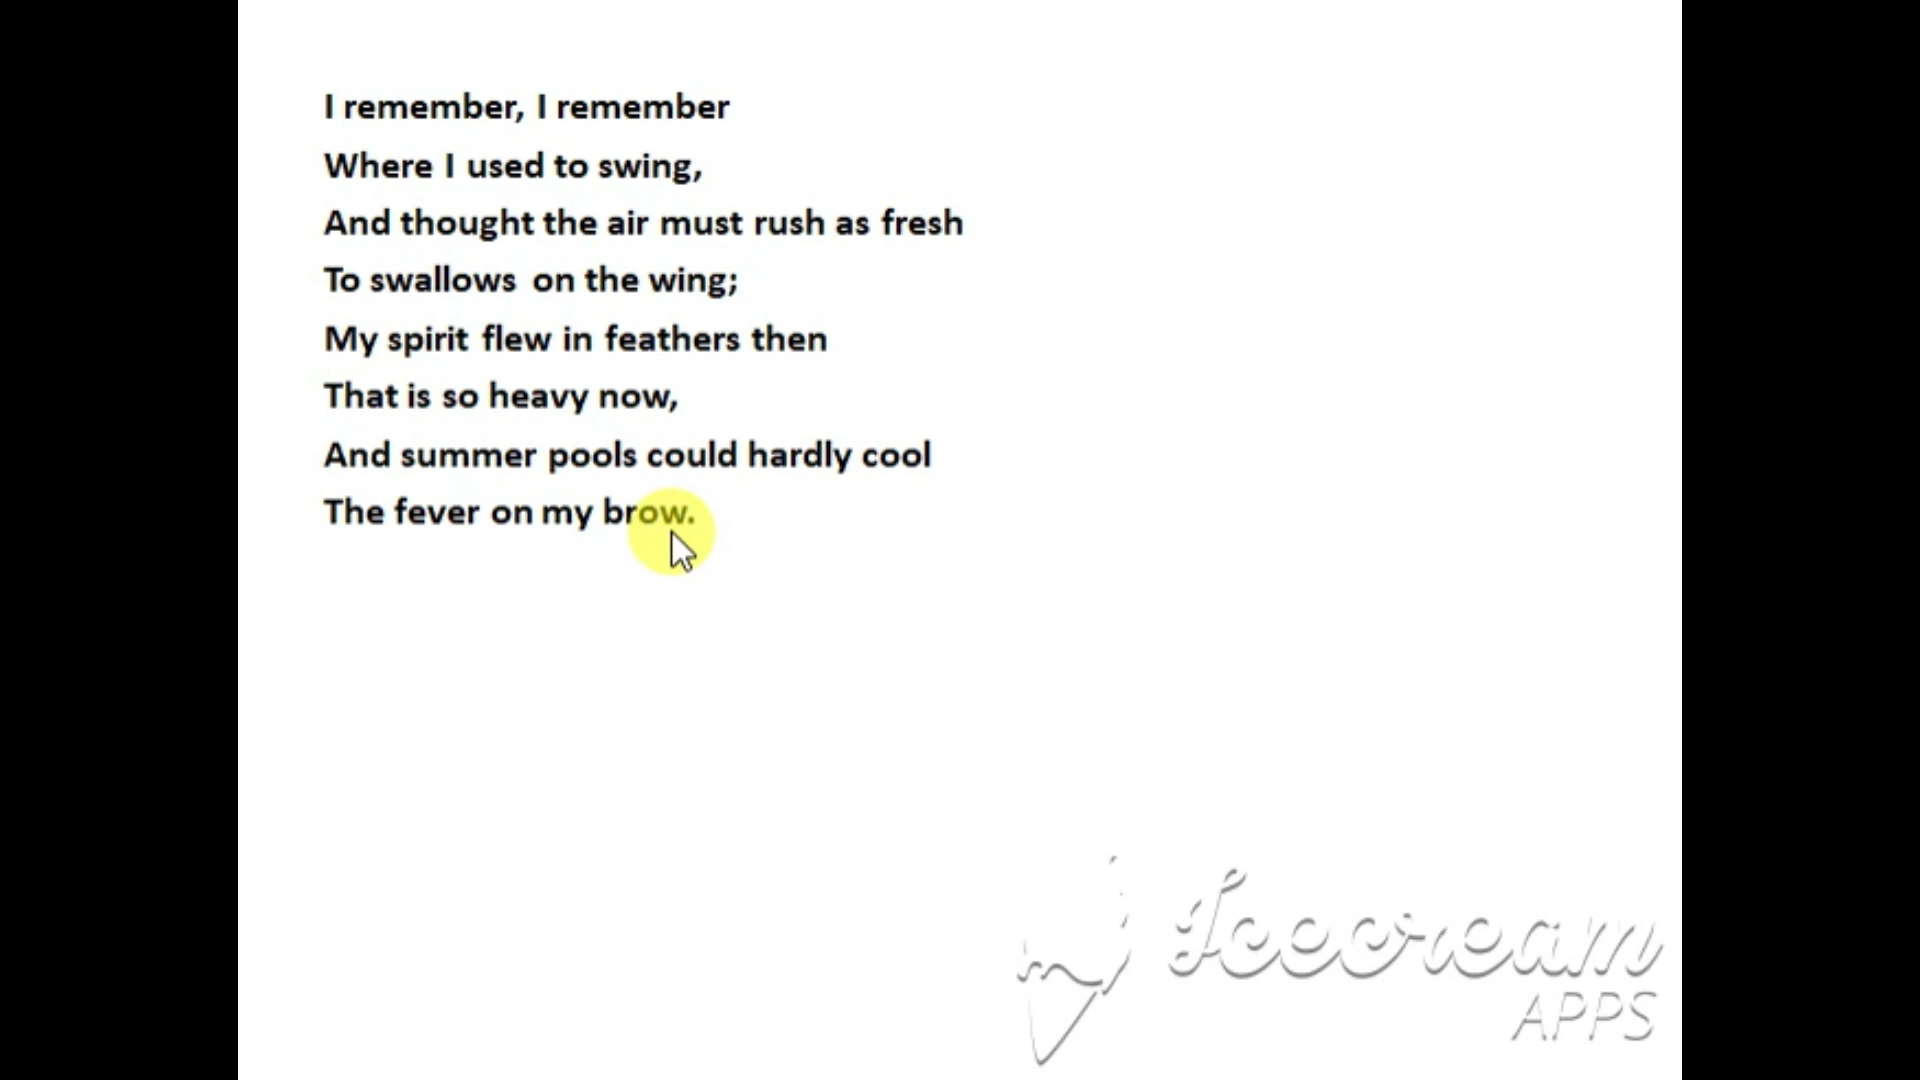 I remember, I remember
Where I used to swing,
And thought the air must rush as fresh
To swallows on the wing;
My spirit flew in feathers then
That is so heavy now,
And summer pools could hardly cool
The fever on my brow.
Icecream
APPS